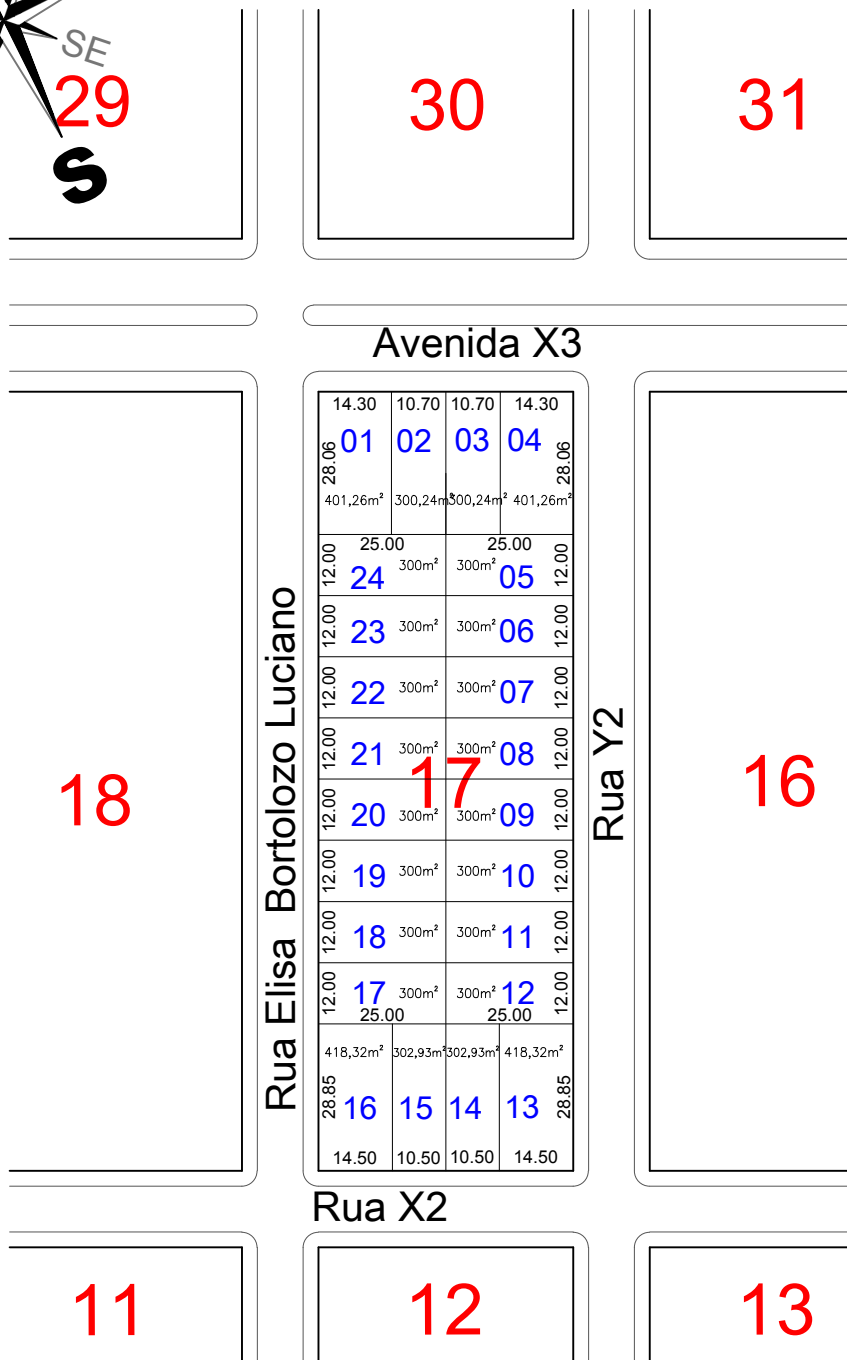 SE
S
29
30
31
Avenida X3
14.30 10.70 10.70 14.30
01 02 03 04
28.06 28.06
401,26m² 300,24m² 300,24m² 401,26m²
25.00 25.00
12.00 24 300m² 300m² 05 12.00
12.00 23 300m² 300m² 06 12.00
12.00 22 300m² 300m² 07 12.00
12.00 21 300m² 300m² 08 12.00
17
12.00 20 300m² 300m² 09 12.00
12.00 19 300m² 300m² 10 12.00
12.00 18 300m² 300m² 11 12.00
12.00 17 300m² 300m² 12 12.00
25.00 25.00
418,32m² 302,93m² 302,93m² 418,32m²
28.85 16 15 14 13 28.85
14.50 10.50 10.50 14.50
Rua Elisa Bortolozo Luciano
Rua Y2
18
16
Rua X2
11
12
13